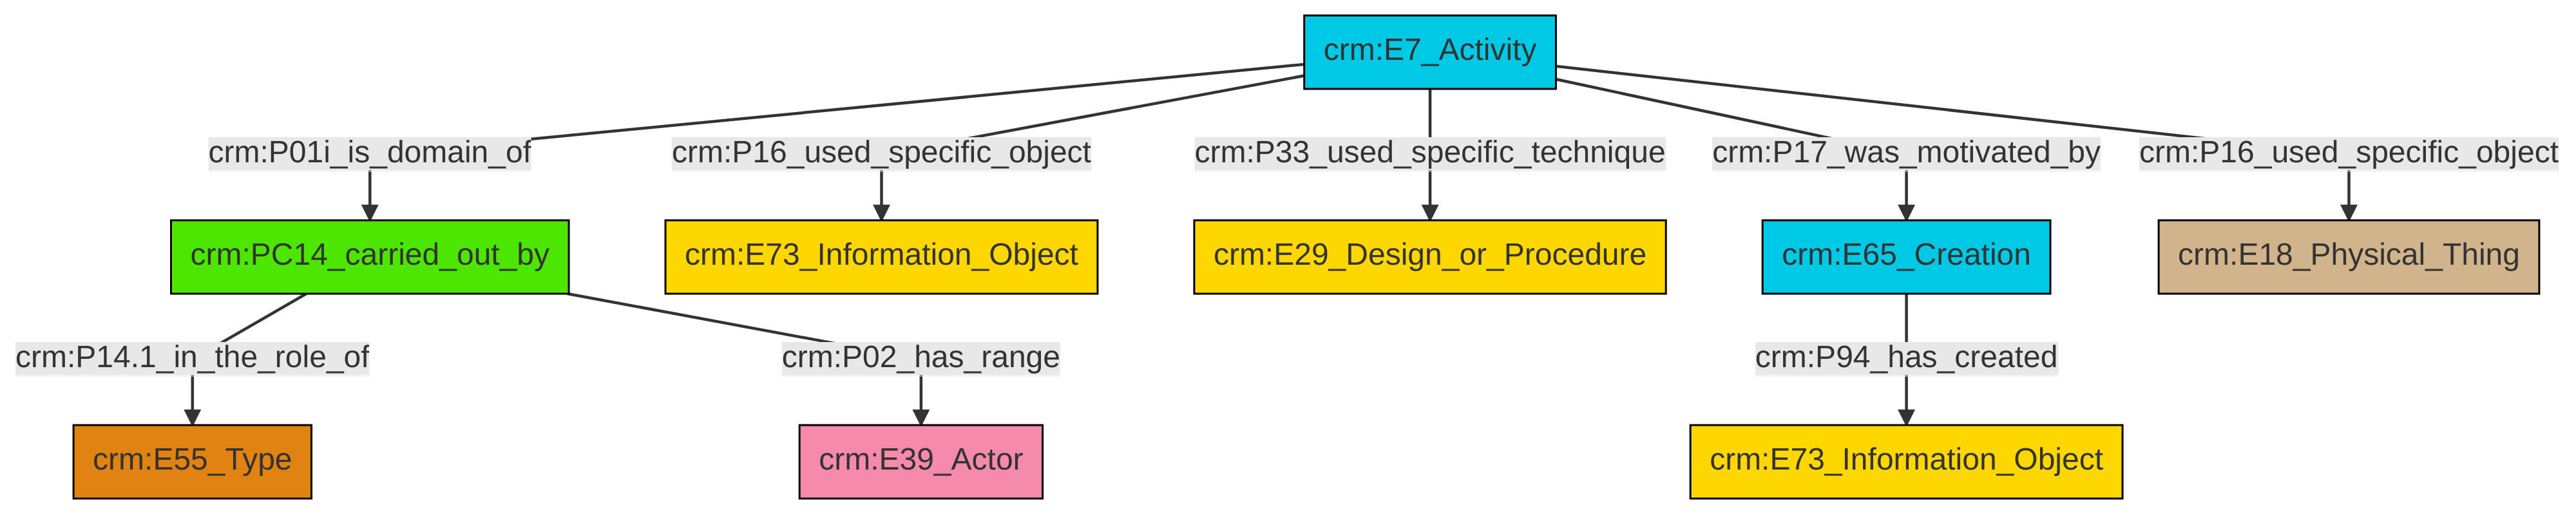 crm:E7_Activity
crm:P01i_is_domain_of
crm:P16_used_specific_object
crm:P33_used_specific_technique
crm:P17_was_motivated_by
crm:P16_used_specific_object
crm:PC14_carried_out_by
crm:E73_Information_Object
crm:E29_Design_or_Procedure
crm:E65_Creation
crm:E18_Physical_Thing
crm:P14.1_in_the_role_of
crm:P02_has_range
crm:P94_has_created
crm:E55_Type
crm:E39_Actor
crm:E73_Information_Object